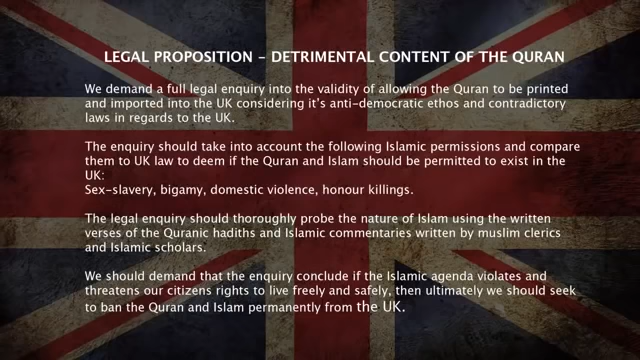 LEGAL PROPOSITION – DETRIMENTAL CONTENT OF THE QURAN
We demand a full legal enquiry into the validity of allowing the Quran to be printed
and imported into the UK considering it's anti-democratic ethos and contradictory
laws in regards to the UK.
The enquiry should take into account the following Islamic permissions and compare
them to UK law to deem if the Quran and Islam should be permitted to exist in the
UK:
Sex-slavery, bigamy, domestic violence, honour killings.
The legal enquiry should thoroughly probe the nature of Islam using the written
verses of the Quranic hadiths and Islamic commentaries written by muslim clerics
and Islamic scholars.
We should demand that the enquiry conclude if the Islamic agenda violates and
threatens our citizens rights to live freely and safely, then ultimately we should seek
to ban the Quran and Islam permanently from the UK.